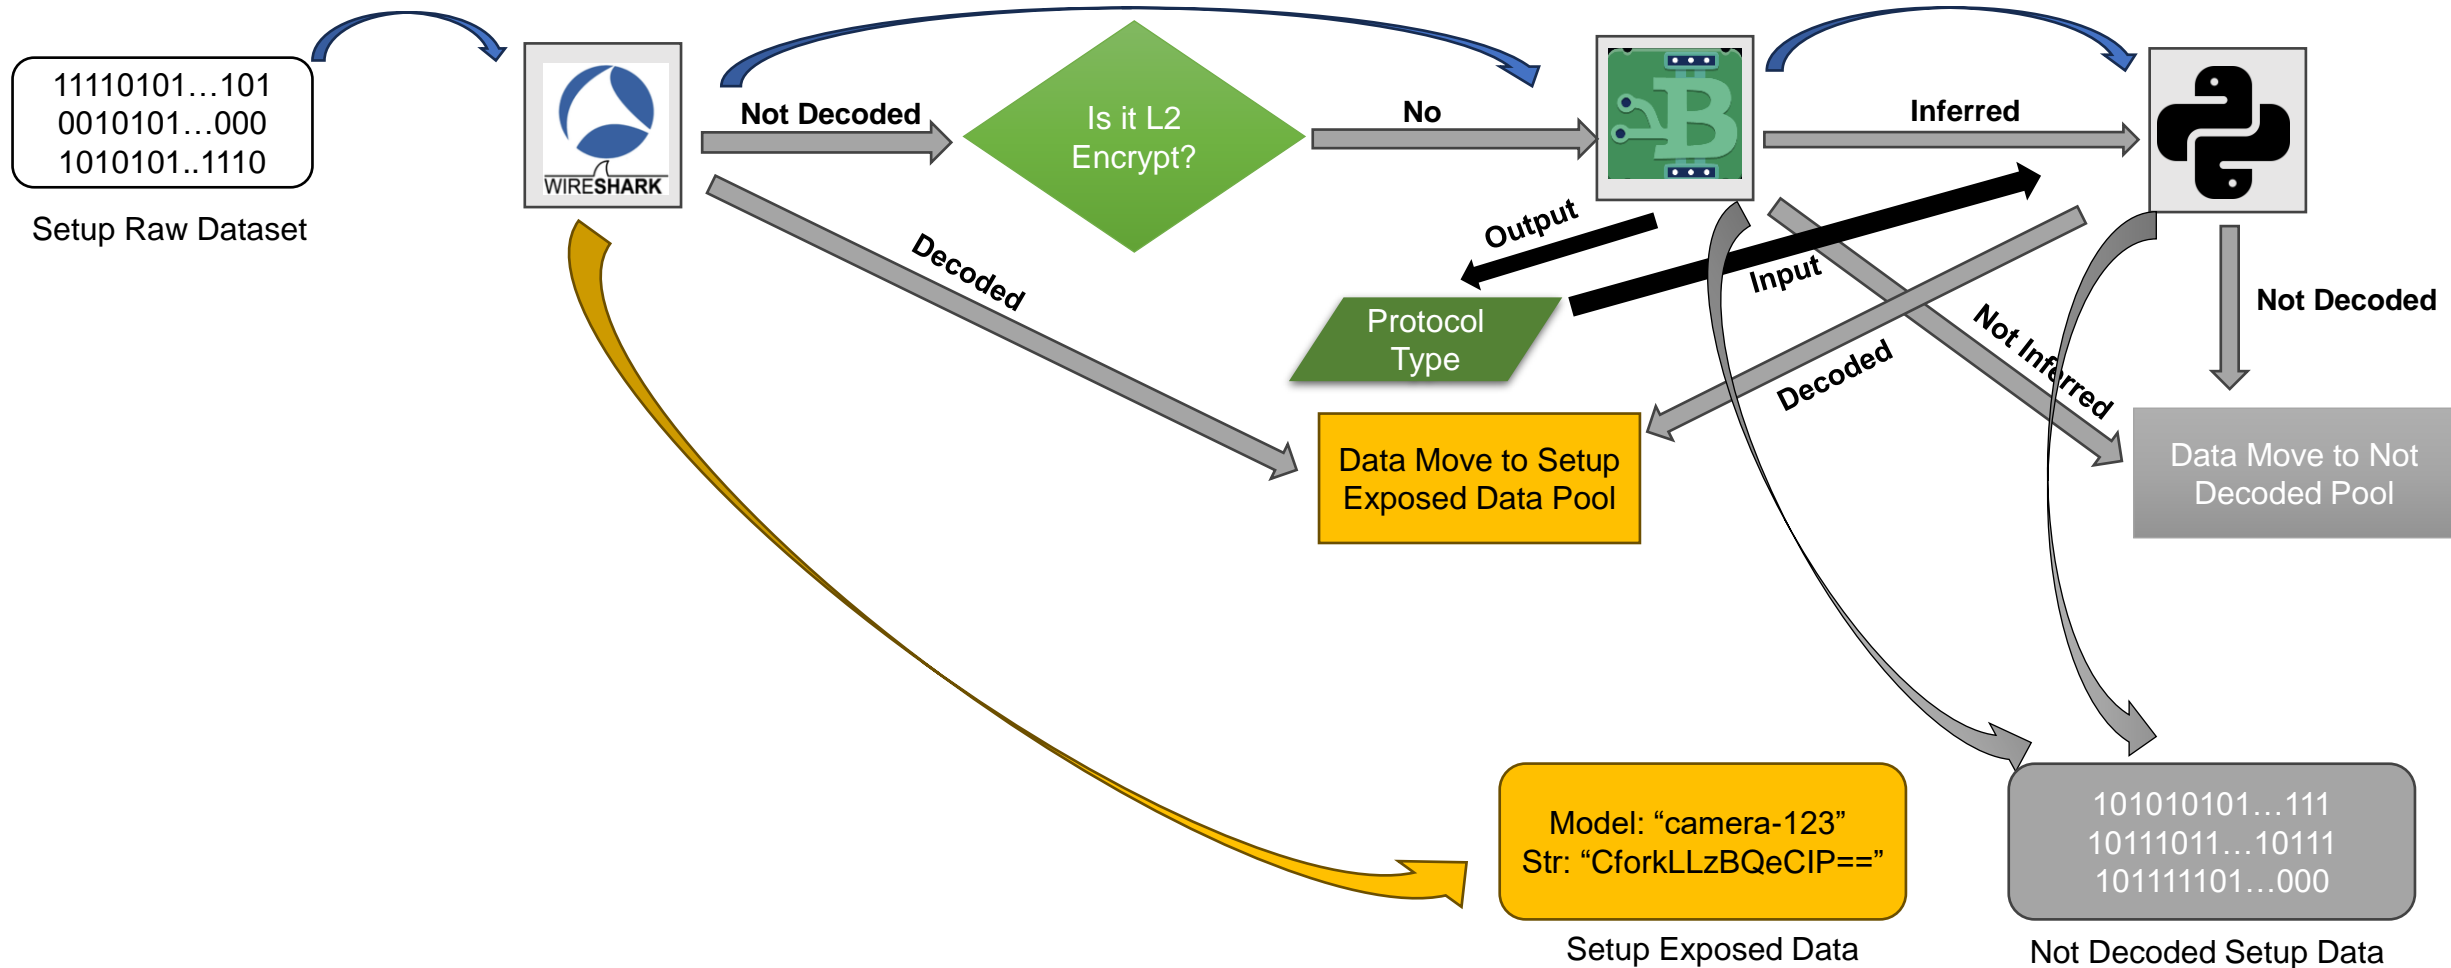 11110101…101
0010101…000
1010101..1110
Setup Raw Dataset
WIRESHARK
Not Decoded
Is it L2
Encrypt?
No
Inferred
Decoded
Output
Input
Protocol
Type
Not Inferred
Decoded
Not Decoded
Data Move to Setup
Exposed Data Pool
Data Move to Not
Decoded Pool
Model: “camera-123”
Str: “CforkLLzBQeCIP==”
Setup Exposed Data
101010101…111
10111011…10111
101111101…000
Not Decoded Setup Data